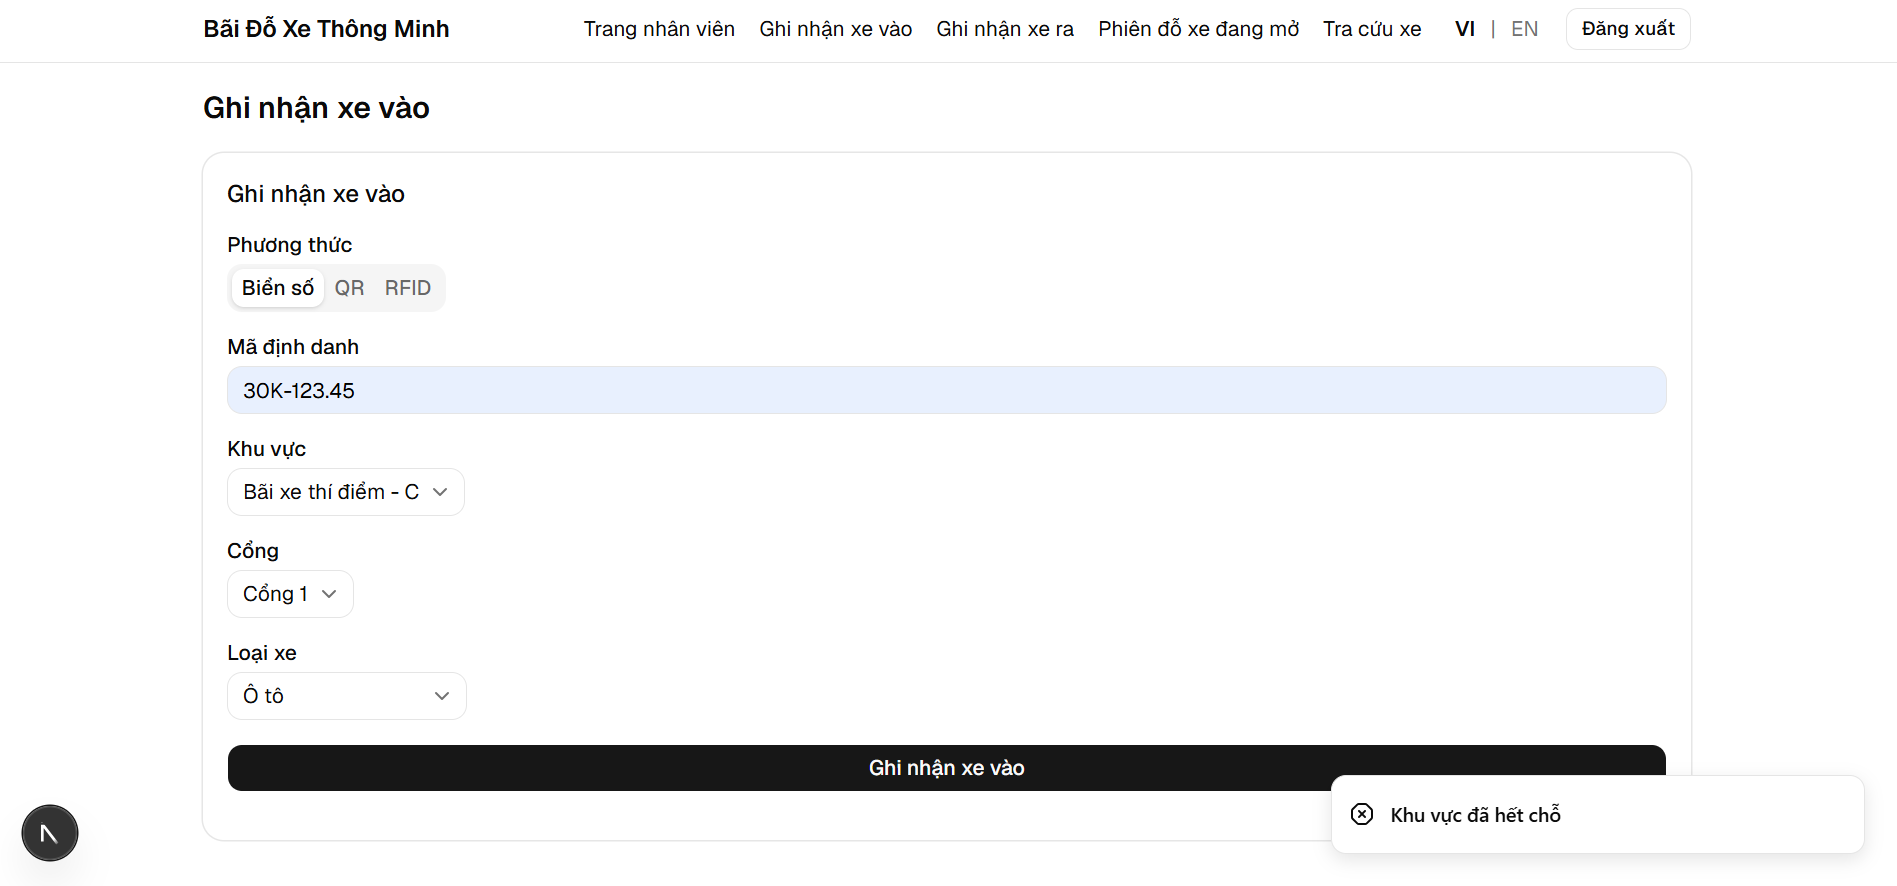 Bãi Đỗ Xe Thông Minh
Trang nhân viên Ghi nhận xe vào Ghi nhận xe ra Phiên đỗ xe đang mở Tra cứu xe VI | EN Đăng xuất
Ghi nhận xe vào
Ghi nhận xe vào
Phương thức
Biển số QR RFID
Mã định danh
30K-123.45
Khu vực
Bãi xe thí điểm - C
Cổng
Cổng 1
Loại xe
Ô tô
Ghi nhận xe vào
Khu vực đã hết chỗ